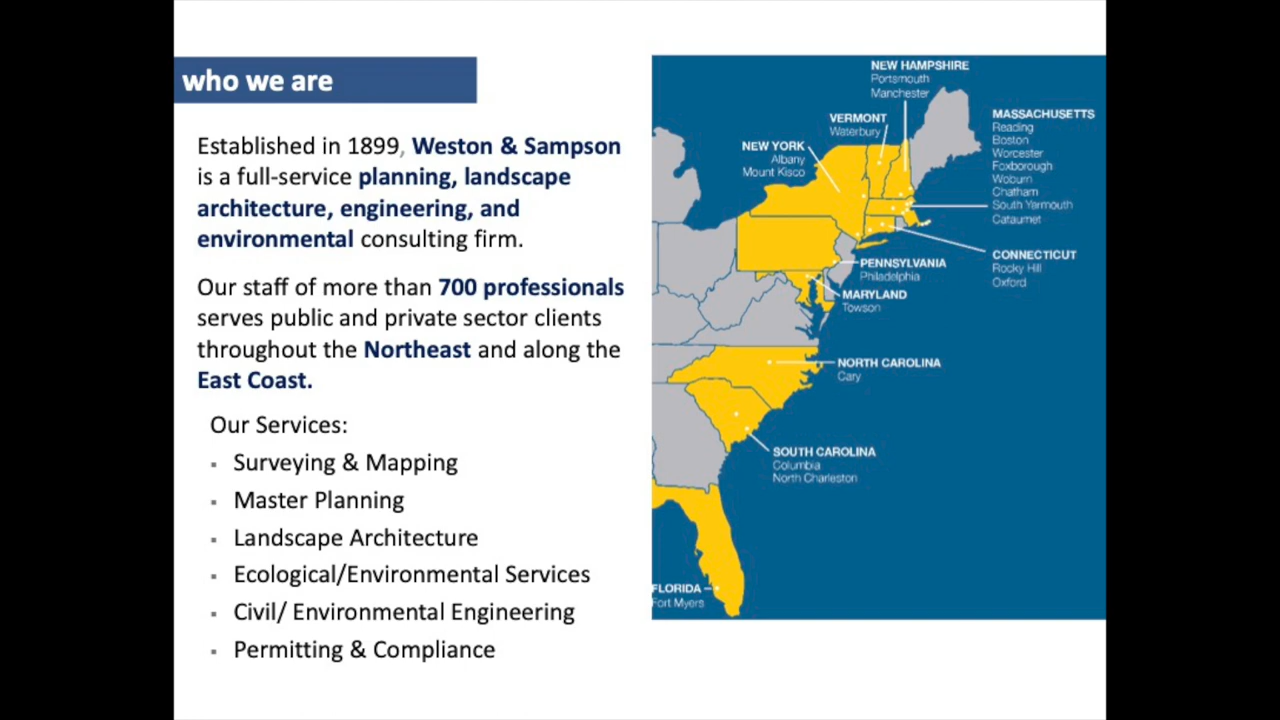 who we are
Established in 1899, Weston & Sampson
is a full-service planning, landscape
architecture, engineering, and
environmental consulting firm.
Our staff of more than 700 professionals
serves public and private sector clients
throughout the Northeast and along the
East Coast.
Our Services:
▪ Surveying & Mapping
▪ Master Planning
▪ Landscape Architecture
▪ Ecological/Environmental Services
▪ Civil/ Environmental Engineering
▪ Permitting & Compliance
NEW HAMPSHIRE
Portsmouth
Manchester
VERMONT
Waterbury
NEW YORK
Albany
Mount Kisco
MASSACHUSETTS
Reading
Boston
Worcester
Foxborough
Woburn
Chatham
South Yarmouth
Cataumet
CONNECTICUT
Rocky Hill
Oxford
PENNSYLVANIA
Philadelphia
MARYLAND
Towson
NORTH CAROLINA
Cary
SOUTH CAROLINA
Columbia
North Charleston
FLORIDA
Fort Myers